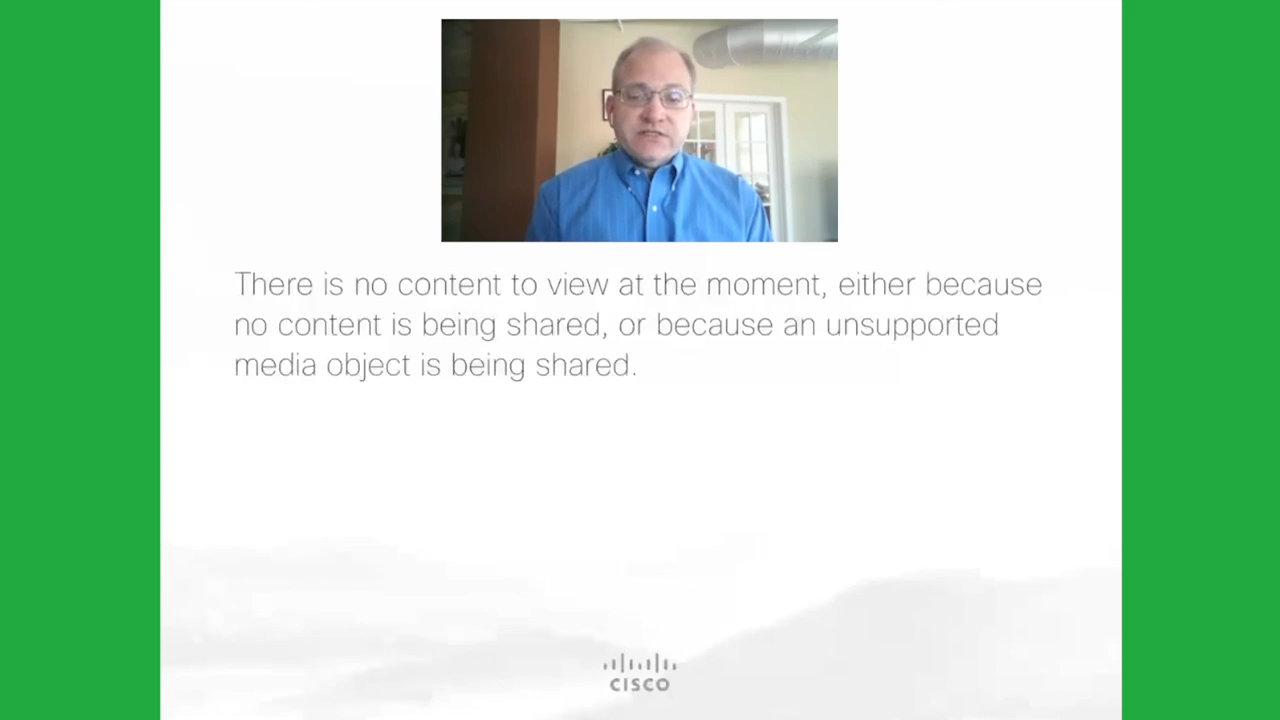 There is no content to view at the moment, either because
no content is being shared, or because an unsupported
media object is being shared.
CISCO